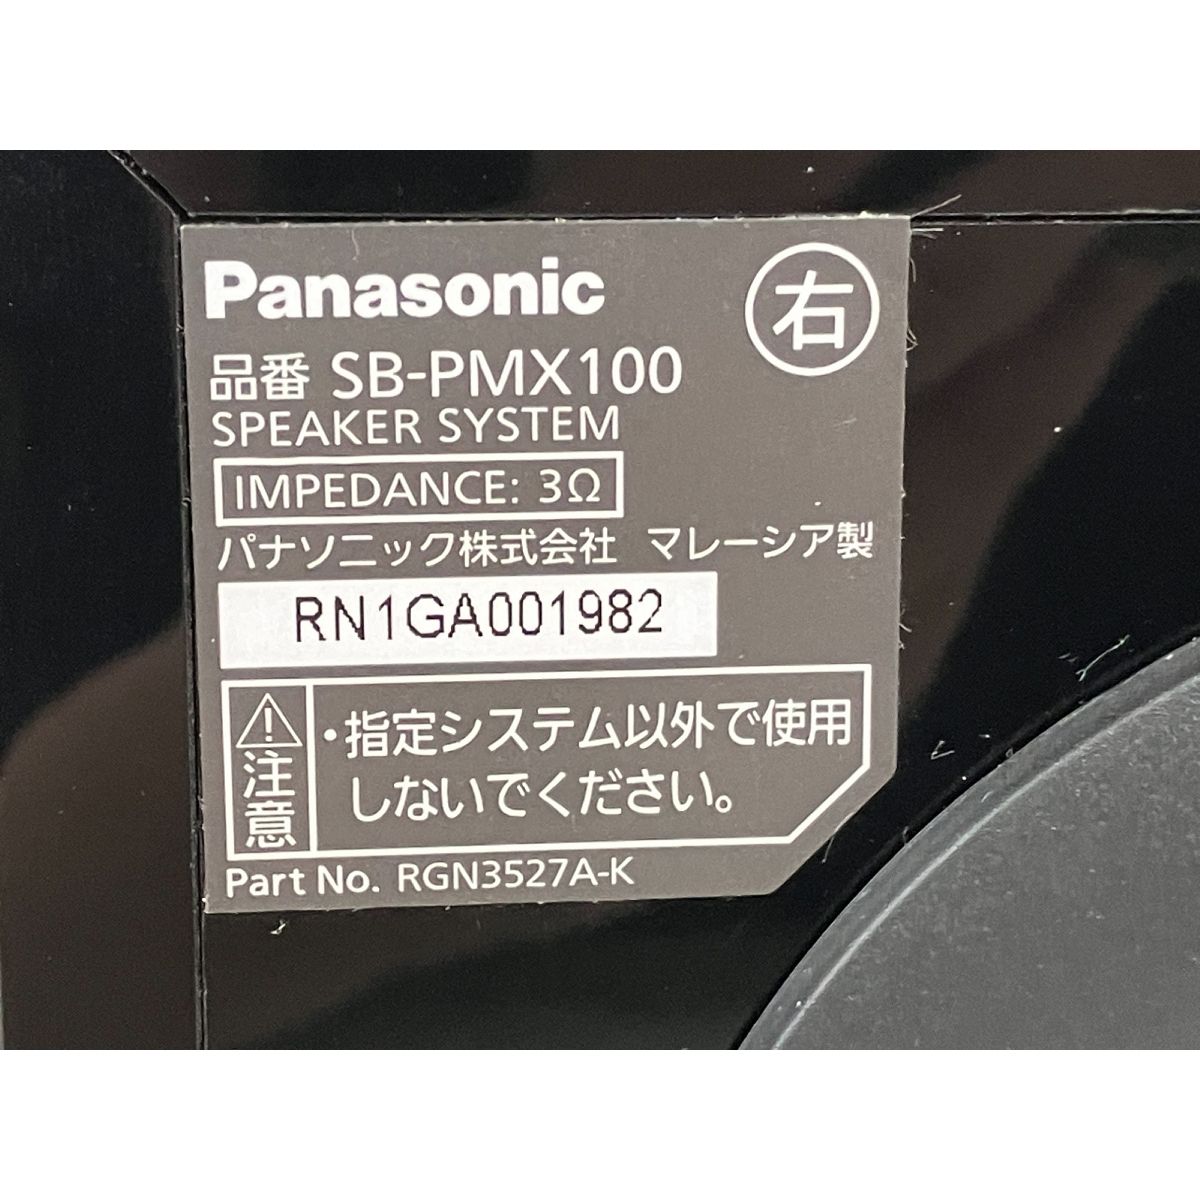 Panasonic
右
品番 SB-PMX100
SPEAKER SYSTEM
IMPEDANCE: 3Ω
パナソニック株式会社 マレーシア製
RN1GA001982
注意
・指定システム以外で使用
しないでください。
Part No. RGN3527A-K